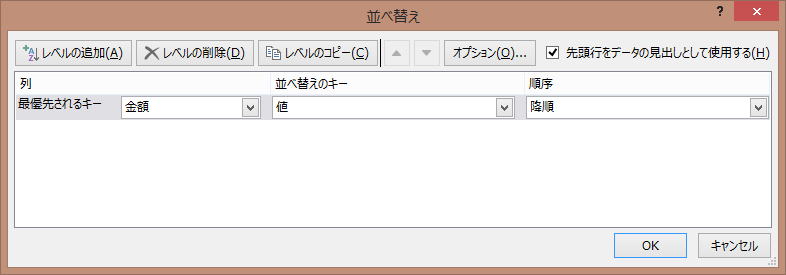 並べ替え
レベルの追加(A) レベルの削除(D) レベルのコピー(C) オプション(O)... 先頭行をデータの見出しとして使用する(H)
列 並べ替えのキー 順序
最優先されるキー 金額 値 降順
OK キャンセル